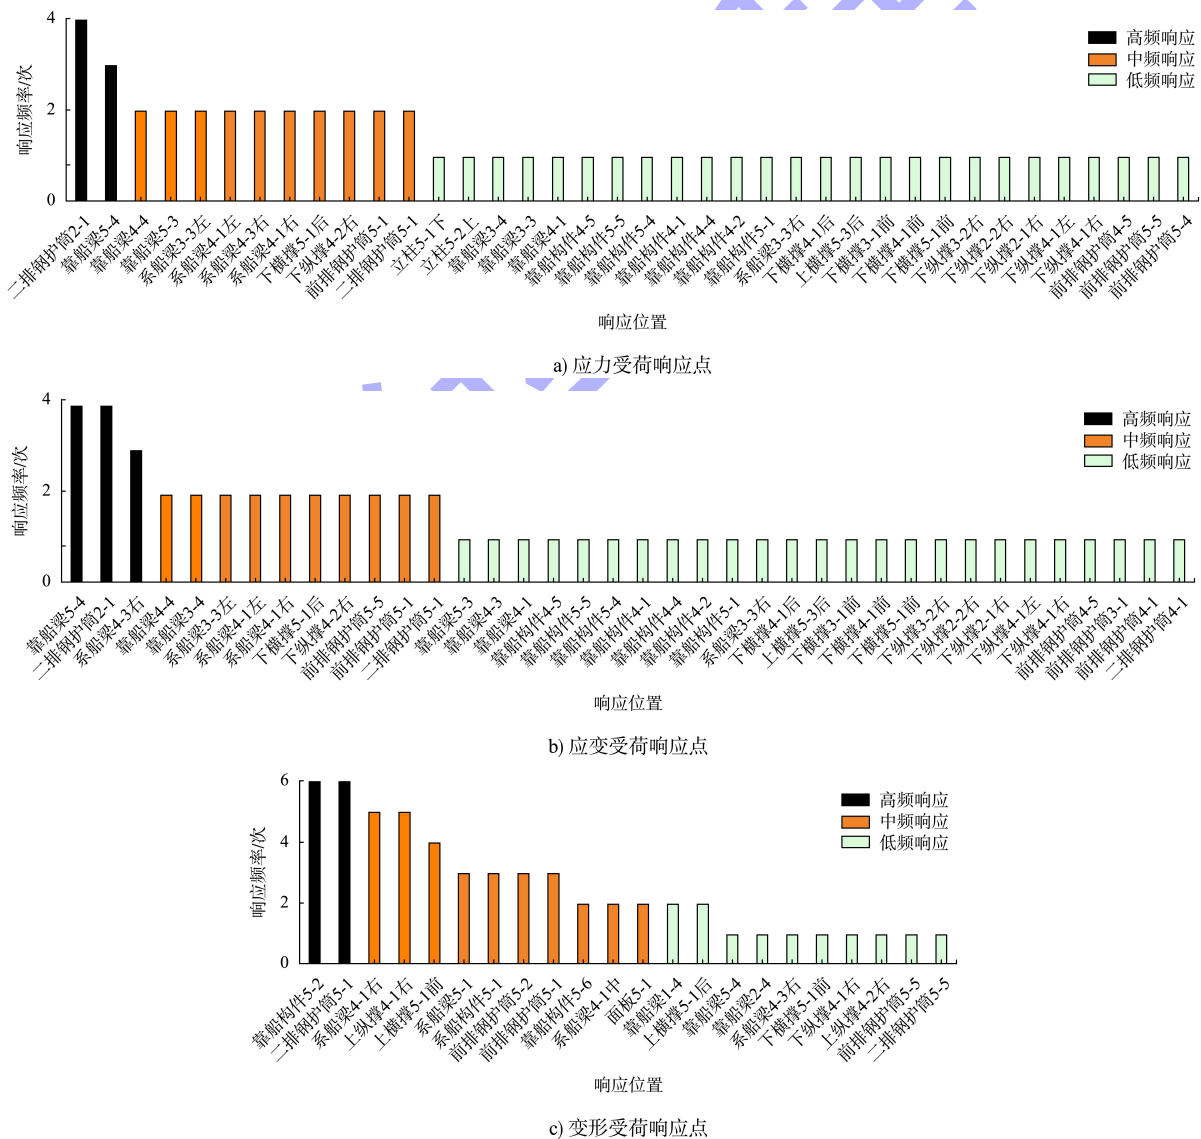 4
2
0
响应频率/次
高频响应
中频响应
低频响应
二排钢护筒2-1
靠船梁5-4
靠船梁4-4
靠船梁5-3
系船梁3-3左
系船梁4-1左
系船梁4-3右
系船梁4-1右
下横撑5-1后
下纵撑4-2右
前排钢护筒5-1
二排钢护筒5-1
立柱5-1下
立柱5-2上
靠船梁3-4
靠船梁3-3
靠船梁4-1
靠船构件4-5
靠船构件5-5
靠船构件5-4
靠船构件4-1
靠船构件4-4
靠船构件4-2
靠船构件5-1
系船梁3-3右
下横撑4-1后
上横撑5-3后
下横撑3-1前
下横撑4-1前
下横撑5-1前
下纵撑3-2右
下纵撑2-2右
下纵撑2-1右
下纵撑4-1左
下纵撑4-1右
前排钢护筒4-5
前排钢护筒5-5
前排钢护筒5-4
响应位置
a) 应力受荷响应点
4
2
0
响应频率/次
高频响应
中频响应
低频响应
靠船梁5-4
二排钢护筒2-1
系船梁4-3右
靠船梁4-4
靠船梁3-4
系船梁3-3左
系船梁4-1左
系船梁4-1右
下横撑5-1后
下纵撑4-2右
前排钢护筒5-5
前排钢护筒5-1
二排钢护筒5-1
靠船梁5-3
靠船梁4-3
靠船梁4-1
靠船构件4-5
靠船构件5-5
靠船构件5-4
靠船构件4-1
靠船构件4-4
靠船构件4-2
靠船构件5-1
系船梁3-3右
下横撑4-1后
上横撑5-3后
下横撑3-1前
下横撑4-1前
下横撑5-1前
下纵撑3-2右
下纵撑2-2右
下纵撑2-1右
下纵撑4-1左
下纵撑4-1右
前排钢护筒4-5
前排钢护筒3-1
前排钢护筒4-1
二排钢护筒4-1
响应位置
b) 应变受荷响应点
6
4
2
0
响应频率/次
高频响应
中频响应
低频响应
靠船构件5-2
二排钢护筒5-1
系船梁4-1右
上纵撑4-1右
上横撑5-1前
系船梁5-1
系船构件5-1
前排钢护筒5-2
前排钢护筒5-1
靠船构件5-6
系船梁4-1中
面板5-1
靠船梁1-4
上横撑5-1后
靠船梁5-4
靠船梁2-4
系船梁4-3右
下横撑5-1前
下纵撑4-1右
上纵撑4-2右
前排钢护筒5-5
二排钢护筒5-5
响应位置
c) 变形受荷响应点